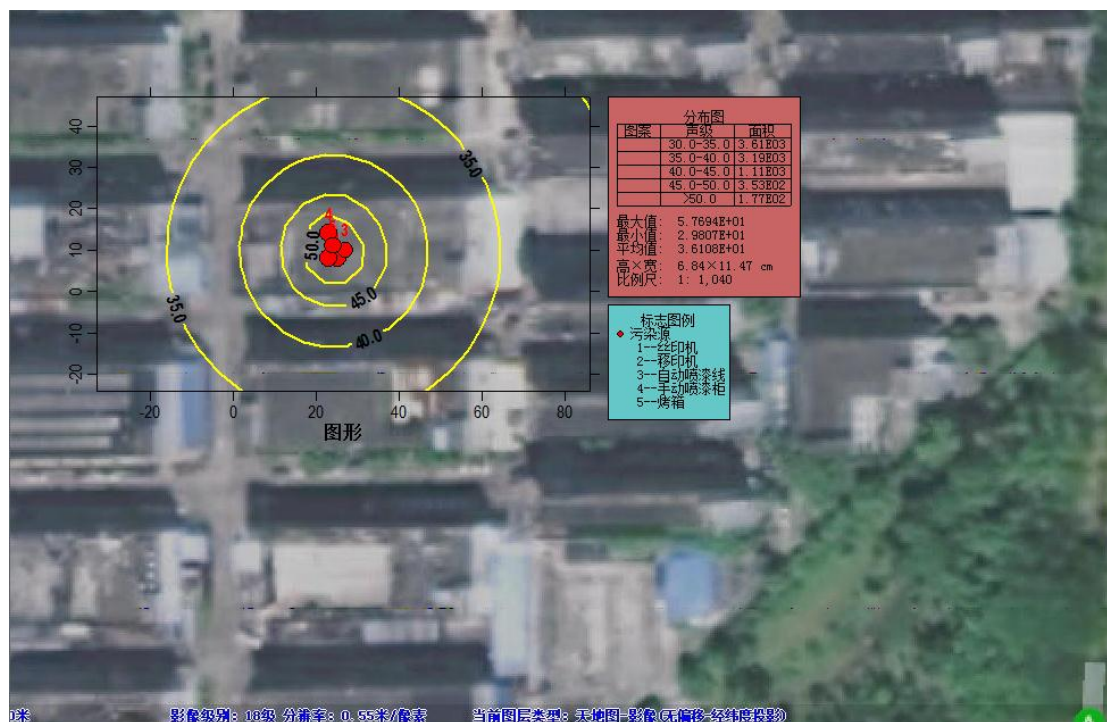 分布图
图案 声级 面积
30.0-35.0 3.61E03
35.0-40.0 3.19E03
40.0-45.0 1.11E03
45.0-50.0 3.53E02
>50.0 1.77E02
最大值: 5.7694E+01
最小值: 2.9807E+01
平均值: 3.6108E+01
高×宽: 6.84×11.47 cm
比例尺: 1: 1,040
标志图例
污染源
1--丝印机
2--移印机
3--自动喷漆线
4--手动喷漆柜
5--烤箱
40
30
20
10
0
-10
-20
-20 0 20 40 60 80
图形
35.0
4
3
50.0
45.0
35.0
40.0
0米 影像级别: 18级 分辨率: 0.55米/像素 当前图层类型: 天地图-影像(无偏移-经纬度投影)